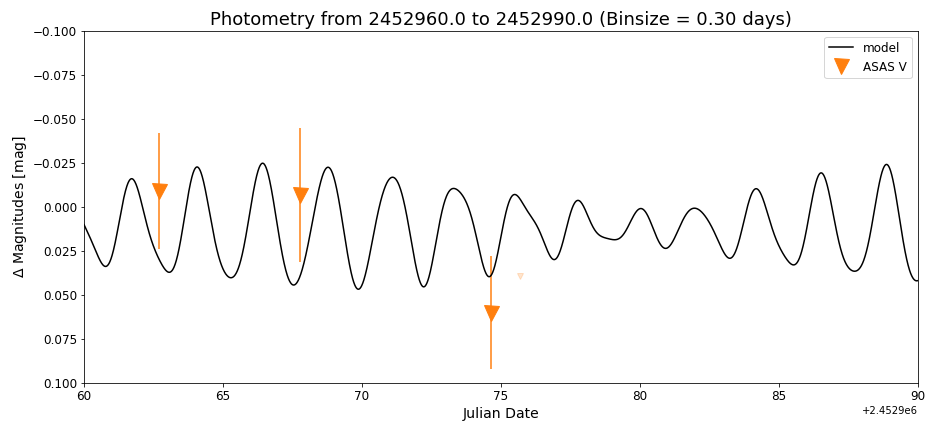 Photometry from 2452960.0 to 2452990.0 (Binsize = 0.30 days)
model
ASAS V
Δ Magnitudes [mag]
−0.100
−0.075
−0.050
−0.025
0.000
0.025
0.050
0.075
0.100
60
65
70
75
80
85
90
+2.4529e6
Julian Date